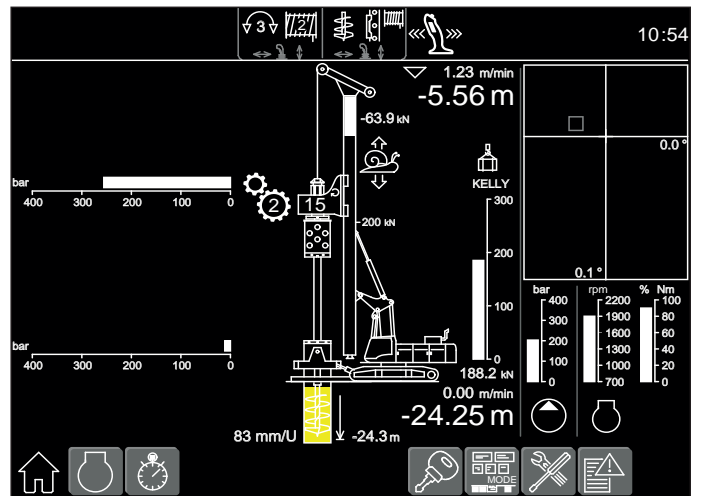 3 2 10:54
1.23 m/min
-5.56 m
-63.9 kN
0.0 °
bar
400 300 200 100 0
2 15
KELLY
300
-200 kN
200
100
0
188.2 kN
0.1 °
bar rpm % Nm
400 2200 100
300 1900 80
1600 60
200 1300 40
100 1000 20
0 700 0
bar
400 300 200 100 0
0.00 m/min
-24.25 m
83 mm/U -24.3 m
MODE